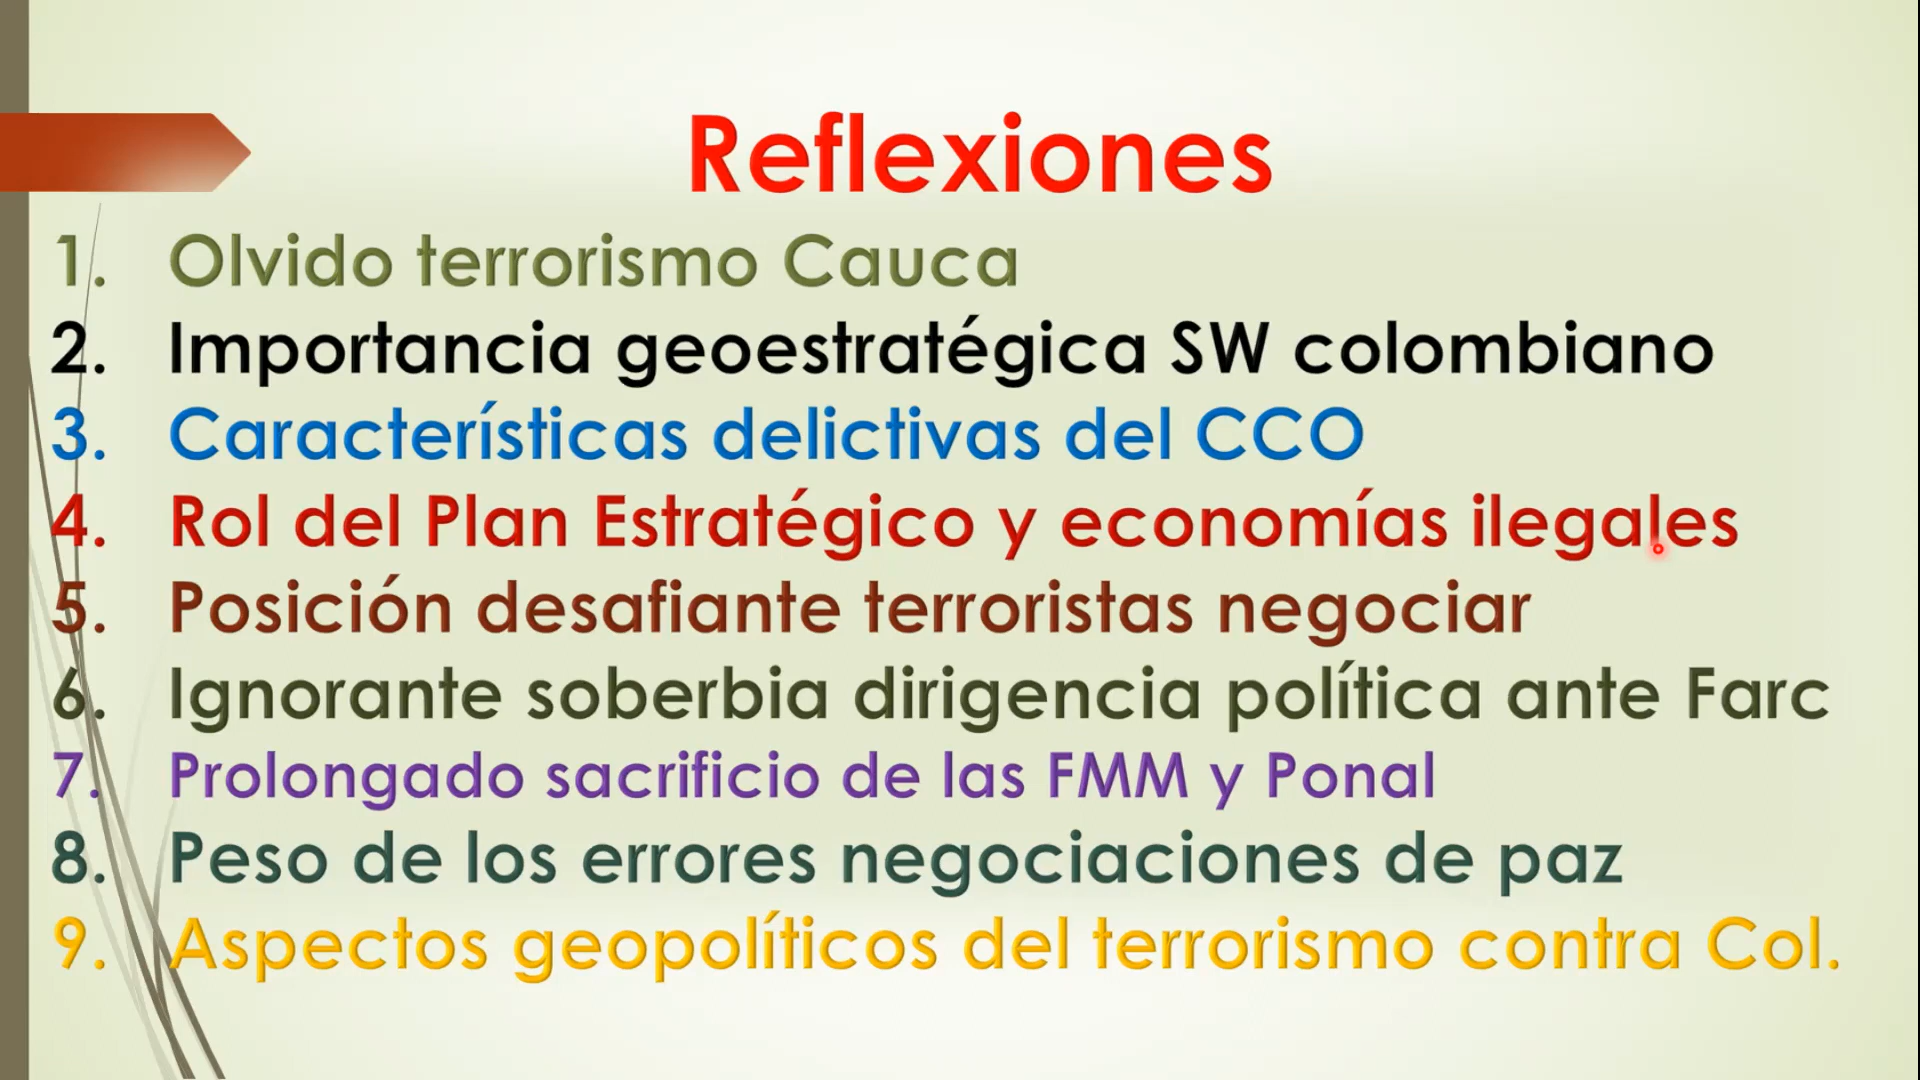 Reflexiones
1. Olvido terrorismo Cauca
2. Importancia geoestratégica SW colombiano
3. Características delictivas del CCO
4. Rol del Plan Estratégico y economías ilegales
5. Posición desafiante terroristas negociar
6. Ignorante soberbia dirigencia política ante Farc
7. Prolongado sacrificio de las FMM y Ponal
8. Peso de los errores negociaciones de paz
9. Aspectos geopolíticos del terrorismo contra Col.